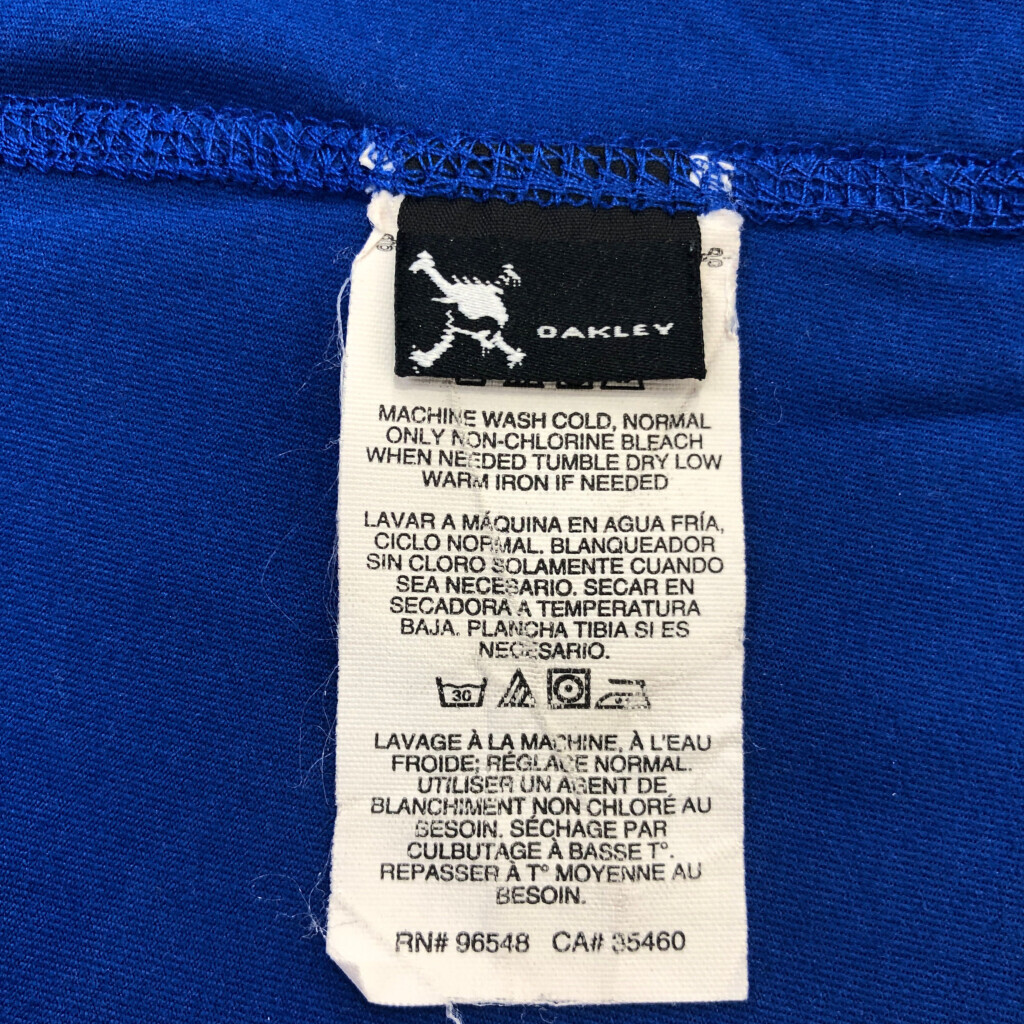 OAKLEY
MACHINE WASH COLD, NORMAL
ONLY NON-CHLORINE BLEACH
WHEN NEEDED TUMBLE DRY LOW
WARM IRON IF NEEDED
LAVAR A MÁQUINA EN AGUA FRÍA,
CICLO NORMAL. BLANQUEADOR
SIN CLORO SOLAMENTE CUANDO
SEA NECESARIO. SECAR EN
SECADORA A TEMPERATURA
BAJA. PLANCHA TIBIA SI ES
NECESARIO.
30
LAVAGE À LA MACHINE, À L'EAU
FROIDE; RÉGLAGE NORMAL.
UTILISER UN AGENT DE
BLANCHIMENT NON CHLORÉ AU
BESOIN. SÉCHAGE PAR
CULBUTAGE À BASSE T°.
REPASSER À T° MOYENNE AU
BESOIN.
RN# 96548 CA# 35460